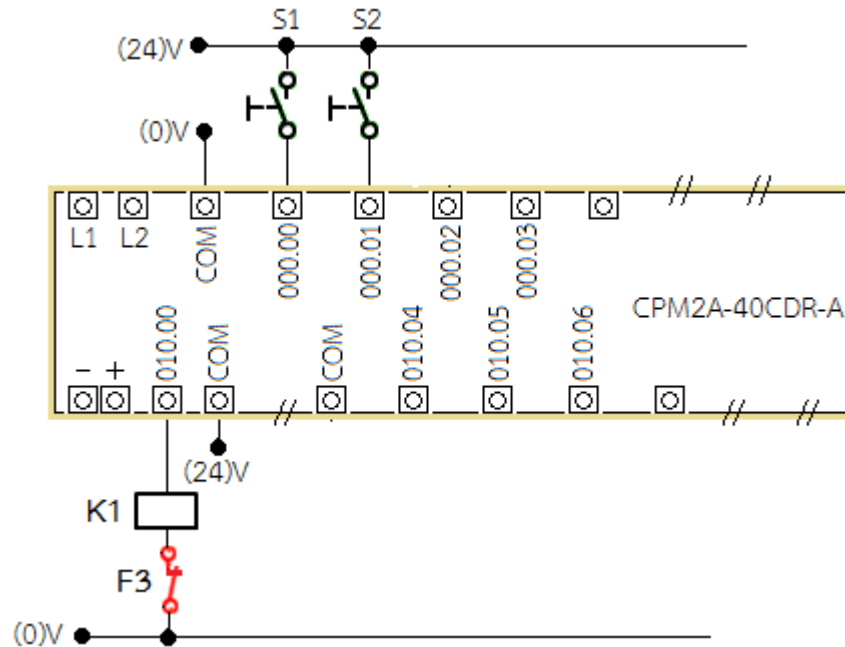 S1 S2
(24)V
(0)V
L1 L2 COM 000.00 000.01 000.02 000.03
CPM2A-40CDR-A
- + 010.00 COM COM 010.04 010.05 010.06
(24)V
K1
F3
(0)V